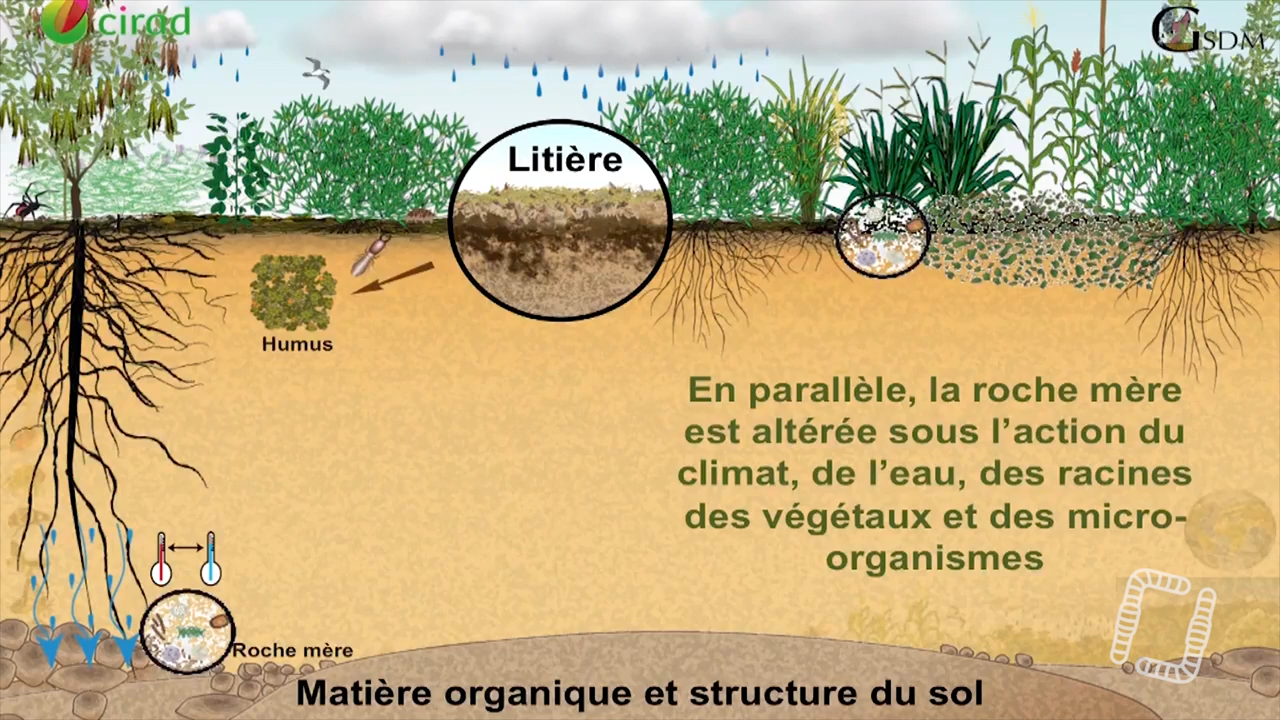 cirad
GSDM
Litière
Humus
En parallèle, la roche mère
est altérée sous l’action du
climat, de l’eau, des racines
des végétaux et des micro-
organismes
Roche mère
Matière organique et structure du sol